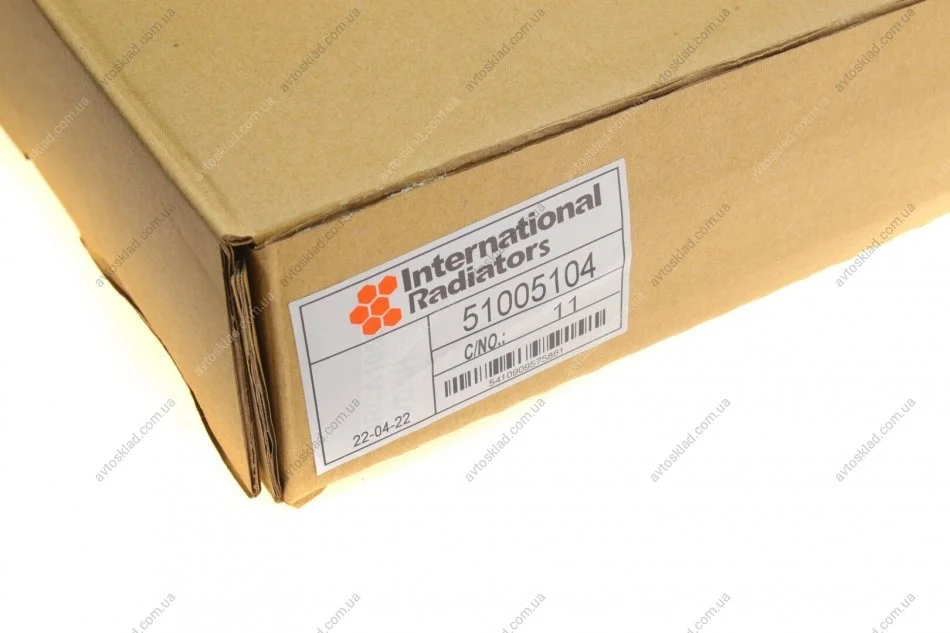 International
Radiators
51005104
C/NO.: 11
5410909575861
22-04-22
avtosklad.com.ua